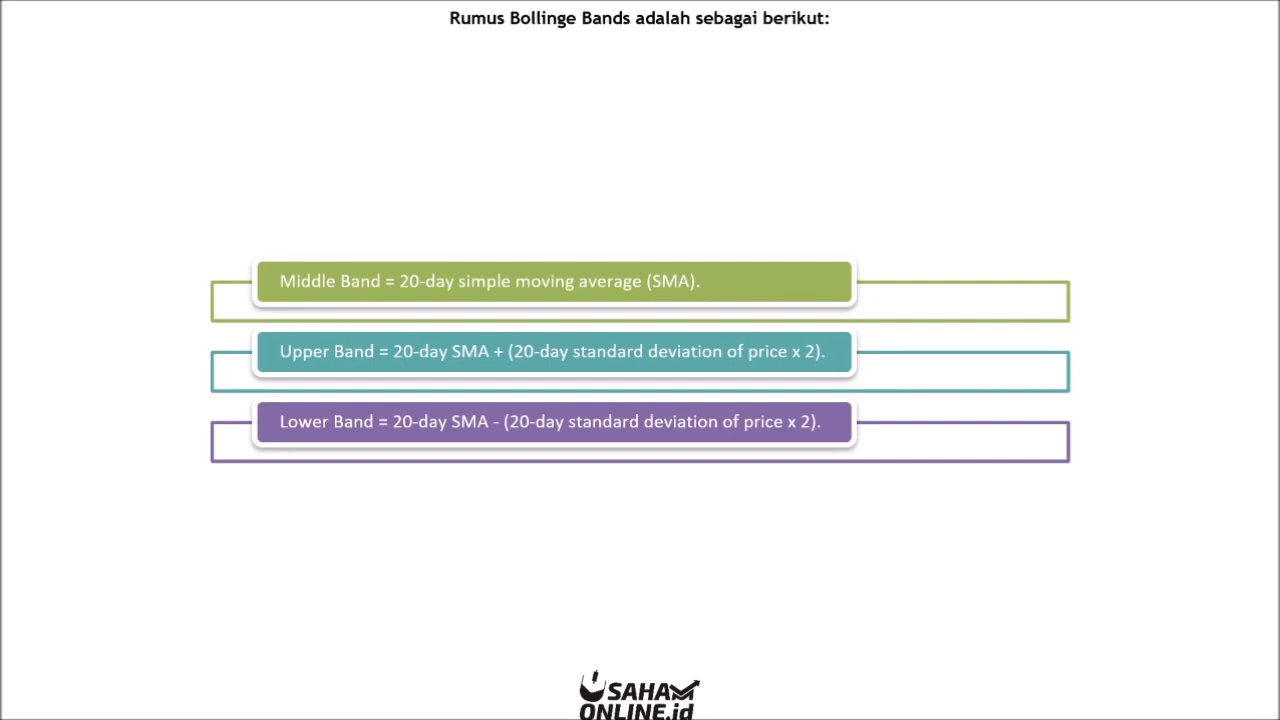 Rumus Bollinge Bands adalah sebagai berikut:
Middle Band = 20-day simple moving average (SMA).
Upper Band = 20-day SMA + (20-day standard deviation of price x 2).
Lower Band = 20-day SMA - (20-day standard deviation of price x 2).
SAHAM
ONLINE.id